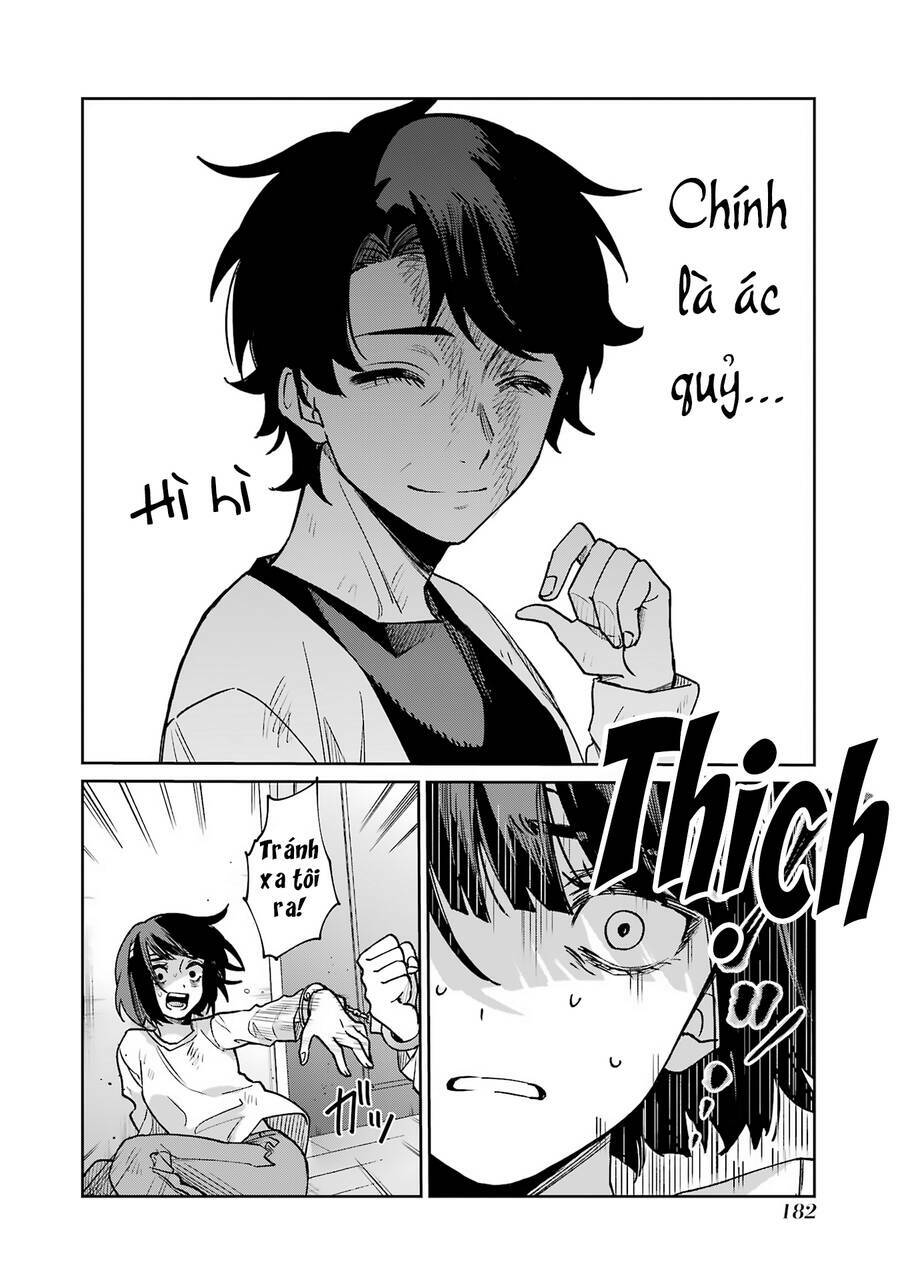 Chính
là ác
quỷ...
Hì hì
Thịch
Tránh
xa tôi
ra!
ガッ
182